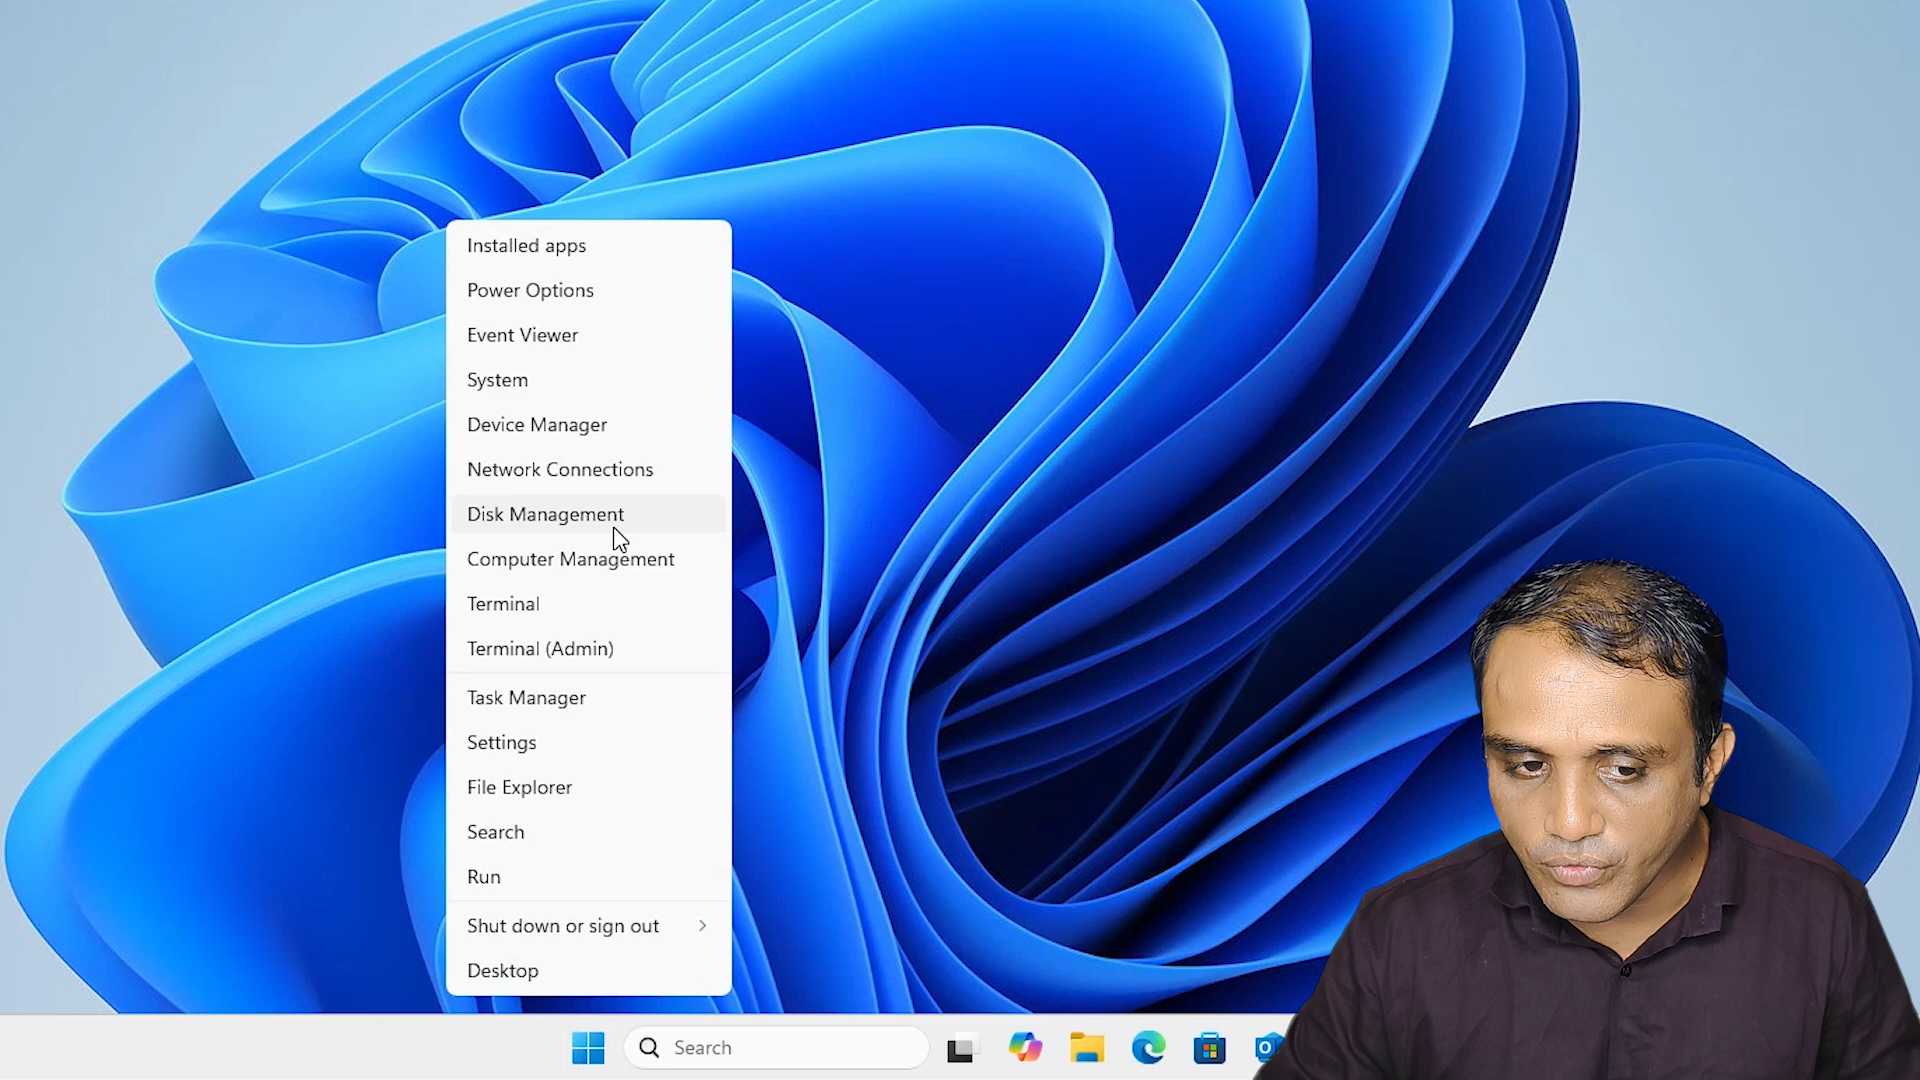 Installed apps
Power Options
Event Viewer
System
Device Manager
Network Connections
Disk Management
Computer Management
Terminal
Terminal (Admin)
Task Manager
Settings
File Explorer
Search
Run
Shut down or sign out
Desktop
Search